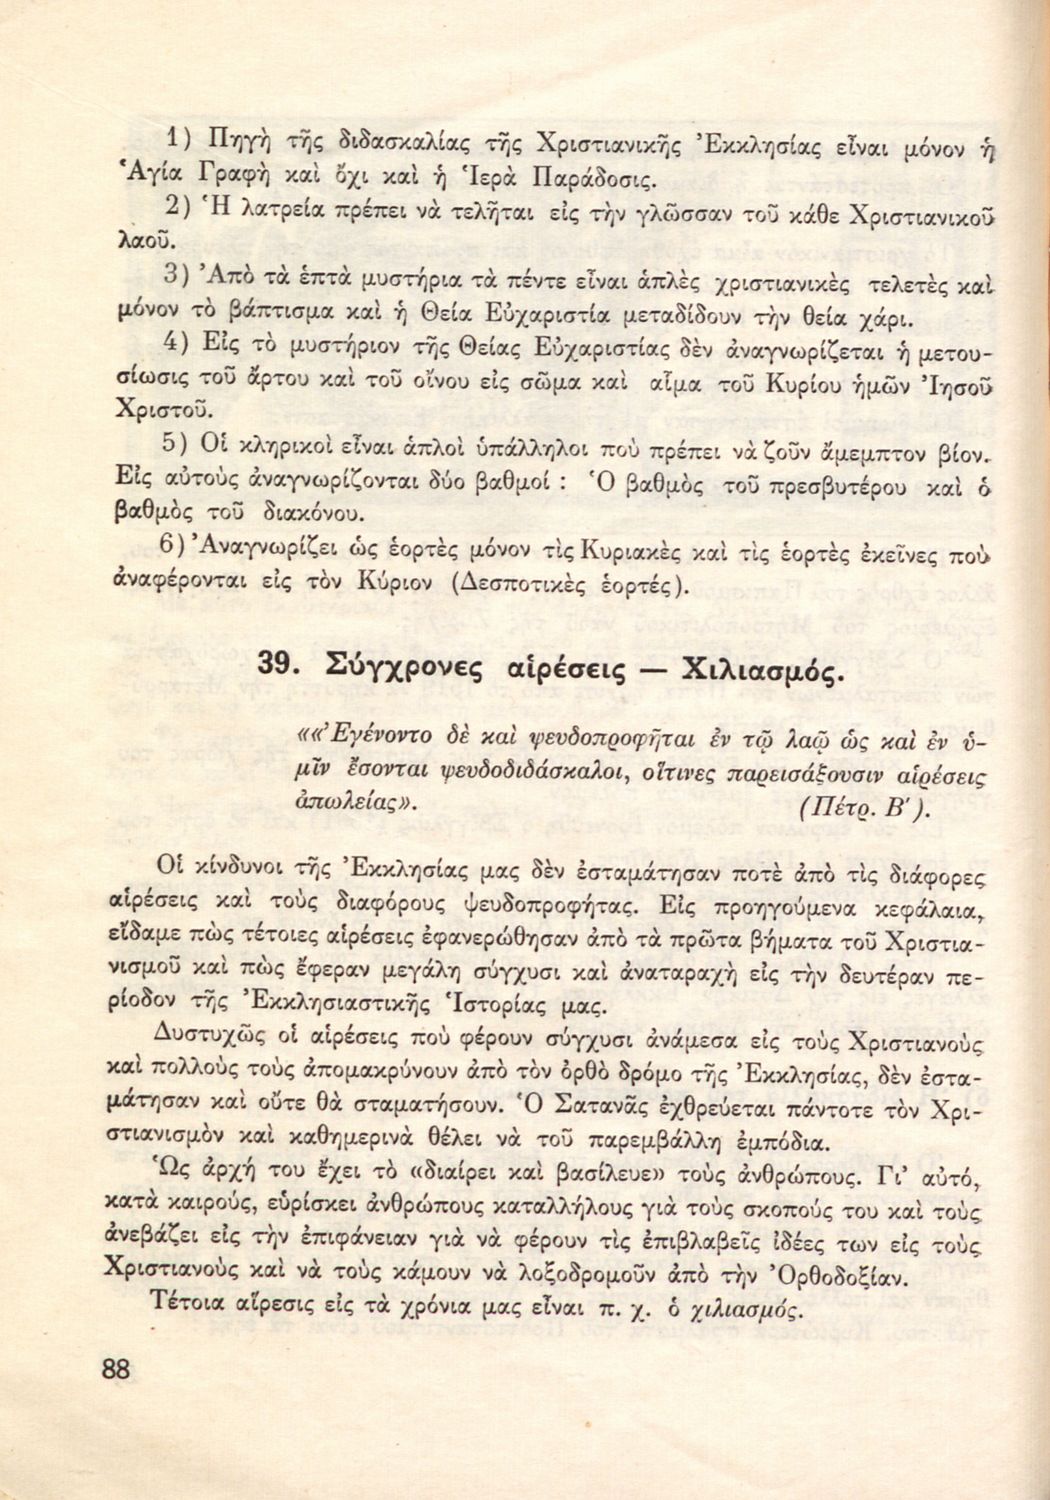 1) Πηγὴ τῆς διδασκαλίας τῆς Χριστιανικῆς Ἐκκλησίας εἶναι μόνον ἡ
Ἁγία Γραφὴ καὶ ὄχι καὶ ἡ Ἱερὰ Παράδοσις.
2) Ἡ λατρεία πρέπει νὰ τελῆται εἰς τὴν γλῶσσαν τοῦ κάθε Χριστιανικοῦ
λαοῦ.
3) Ἀπὸ τὰ ἑπτὰ μυστήρια τὰ πέντε εἶναι ἁπλὲς χριστιανικὲς τελετὲς καὶ
μόνον τὸ βάπτισμα καὶ ἡ Θεία Εὐχαριστία μεταδίδουν τὴν θεία χάρι.
4) Εἰς τὸ μυστήριον τῆς Θείας Εὐχαριστίας δὲν ἀναγνωρίζεται ἡ μετου-
σίωσις τοῦ ἄρτου καὶ τοῦ οἴνου εἰς σῶμα καὶ αἷμα τοῦ Κυρίου ἡμῶν Ἰησοῦ
Χριστοῦ.
5) Οἱ κληρικοὶ εἶναι ἁπλοὶ ὑπάλληλοι ποὺ πρέπει νὰ ζοῦν ἄμεμπτον βίον.
Εἰς αὐτοὺς ἀναγνωρίζονται δύο βαθμοί : Ὁ βαθμὸς τοῦ πρεσβυτέρου καὶ ὁ
βαθμὸς τοῦ διακόνου.
6) Ἀναγνωρίζει ὡς ἑορτὲς μόνον τὶς Κυριακὲς καὶ τὶς ἑορτὲς ἐκεῖνες ποὺ
ἀναφέρονται εἰς τὸν Κύριον (Δεσποτικὲς ἑορτές).
39. Σύγχρονες αἱρέσεις — Χιλιασμός.
««Ἐγένοντο δὲ καὶ ψευδοπροφῆται ἐν τῷ λαῷ ὡς καὶ ἐν ὑ-
μῖν ἔσονται ψευδοδιδάσκαλοι, οἵτινες παρεισάξουσιν αἱρέσεις
ἀπωλείας». (Πέτρ. Β').
Οἱ κίνδυνοι τῆς Ἐκκλησίας μας δὲν ἐσταμάτησαν ποτὲ ἀπὸ τὶς διάφορες
αἱρέσεις καὶ τοὺς διαφόρους ψευδοπροφήτας. Εἰς προηγούμενα κεφάλαια,
εἴδαμε πὼς τέτοιες αἱρέσεις ἐφανερώθησαν ἀπὸ τὰ πρῶτα βήματα τοῦ Χριστια-
νισμοῦ καὶ πὼς ἔφεραν μεγάλη σύγχυσι καὶ ἀναταραχὴ εἰς τὴν δευτέραν πε-
ρίοδον τῆς Ἐκκλησιαστικῆς Ἱστορίας μας.
Δυστυχῶς οἱ αἱρέσεις ποὺ φέρουν σύγχυσι ἀνάμεσα εἰς τοὺς Χριστιανοὺς
καὶ πολλοὺς τοὺς ἀπομακρύνουν ἀπὸ τὸν ὀρθὸ δρόμο τῆς Ἐκκλησίας, δὲν ἐστα-
μάτησαν καὶ οὔτε θὰ σταματήσουν. Ὁ Σατανᾶς ἐχθρεύεται πάντοτε τὸν Χρι-
στιανισμὸν καὶ καθημερινὰ θέλει νὰ τοῦ παρεμβάλλη ἐμπόδια.
Ὡς ἀρχή του ἔχει τὸ «διαίρει καὶ βασίλευε» τοὺς ἀνθρώπους. Γι' αὐτό,
κατὰ καιρούς, εὑρίσκει ἀνθρώπους καταλλήλους γιὰ τοὺς σκοπούς του καὶ τοὺς
ἀνεβάζει εἰς τὴν ἐπιφάνειαν γιὰ νὰ φέρουν τὶς ἐπιβλαβεῖς ἰδέες των εἰς τοὺς
Χριστιανοὺς καὶ νὰ τοὺς κάμουν νὰ λοξοδρομοῦν ἀπὸ τὴν Ὀρθοδοξίαν.
Τέτοια αἵρεσις εἰς τὰ χρόνια μας εἶναι π. χ. ὁ χιλιασμός.
88